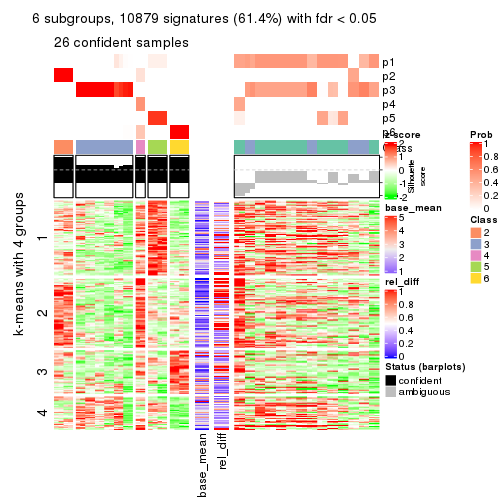 6 subgroups, 10879 signatures (61.4%) with fdr < 0.05
26 confident samples
p1
p2
p3
p4
p5
p6
Class
Silhouette
score
k-means with 4 groups
1
2
3
4
base_mean
rel_diff
z-score
2
1
0
-1
-2
base_mean
5
4
3
2
1
rel_diff
1
0.8
0.6
0.4
0.2
0
Status (barplots)
confident
ambiguous
Prob
1
0.8
0.6
0.4
0.2
0
Class
2
3
4
5
6